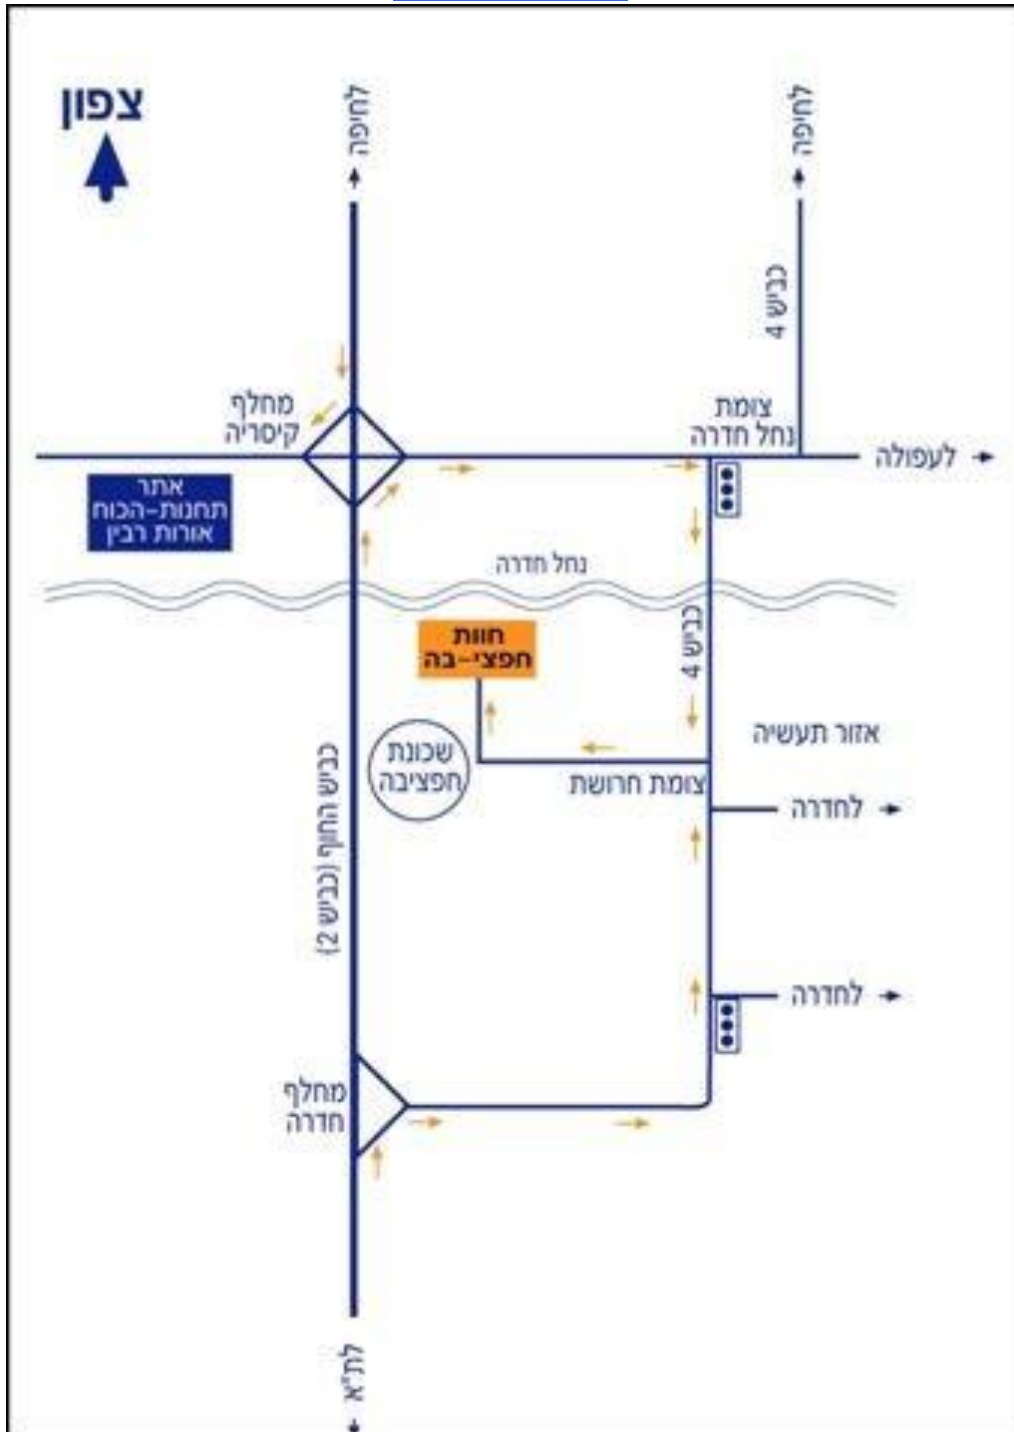 צפון
לחיפה
לחיפה
כביש 4
מחלף
קיסריה
צומת
נחל חדרה
לעפולה
אתר
תחנות-הכוח
אורות רבין
נחל חדרה
חוות
חפצי-בה
כביש 4
אזור תעשיה
שכונת
חפציבה
צומת חרושת
לחדרה
כביש החוף (כביש 2)
לחדרה
מחלף
חדרה
לת"א